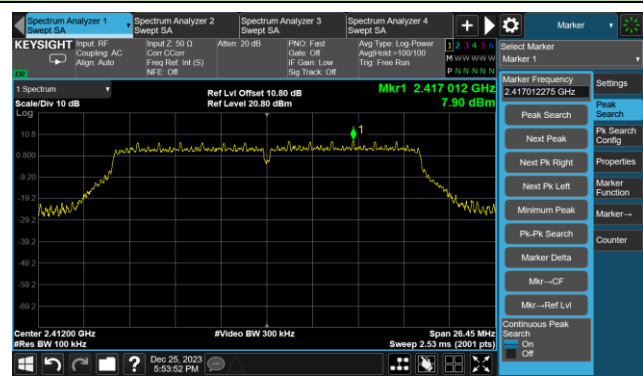 Spectrum Analyzer 1
Swept SA
Spectrum Analyzer 2
Swept SA
Spectrum Analyzer 3
Swept SA
Spectrum Analyzer 4
Swept SA
+
Marker
KEYSIGHT
Input: RF
Coupling: AC
Align: Auto
Input Z: 50 Ω
Corr CCorr
Freq Ref: Int (S)
NFE: Off
Atten: 20 dB
PNO: Fast
Gate: Off
IF Gain: Low
Sig Track: Off
Avg Type: Log-Power
Avg|Hold:>100/100
Trig: Free Run
1 2 3 4 5 6
M W W W W W
P N N N N N
LW
Select Marker
Marker 1
1 Spectrum
Scale/Div 10 dB
Log
Ref Lvl Offset 10.80 dB
Ref Level 20.80 dBm
Mkr1 2.417 012 GHz
7.90 dBm
1
10.8
0.800
-9.20
-19.2
-29.2
-39.2
-49.2
-59.2
-69.2
Center 2.41200 GHz
#Res BW 100 kHz
#Video BW 300 kHz
Span 26.45 MHz
Sweep 2.53 ms (2001 pts)
Marker Frequency
2.417012275 GHz
Peak Search
Next Peak
Next Pk Right
Next Pk Left
Minimum Peak
Pk-Pk Search
Marker Delta
Mkr→CF
Mkr→Ref Lvl
Continuous Peak
Search
On
Off
Settings
Peak
Search
Pk Search
Config
Properties
Marker
Function
Marker→
Counter
?
Dec 25, 2023
5:53:52 PM